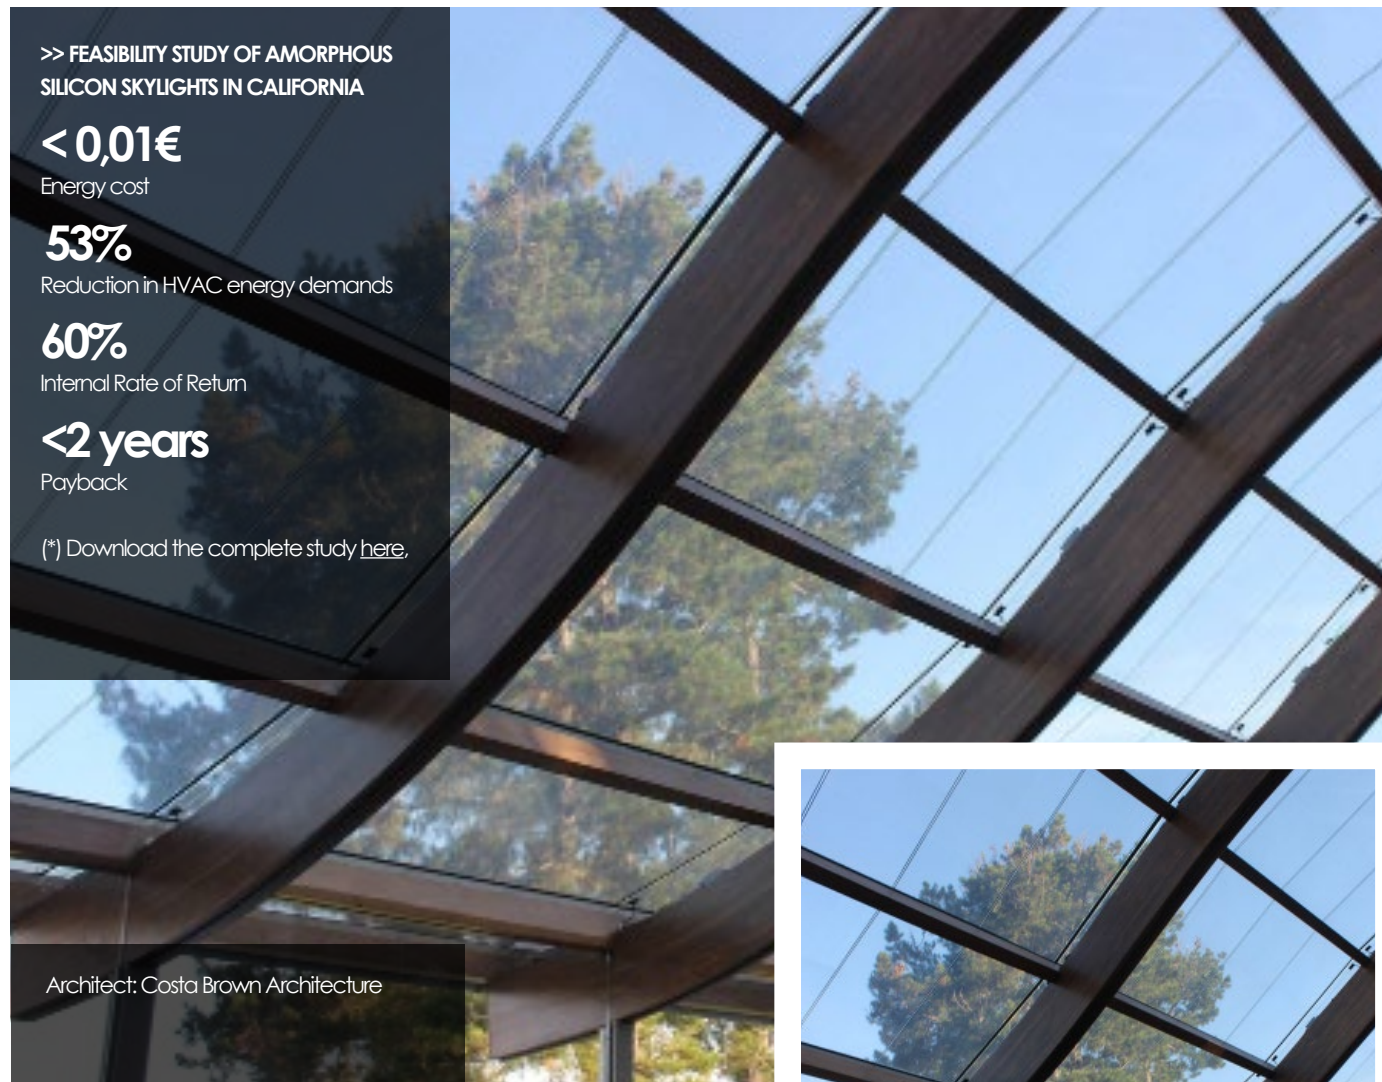 >> FEASIBILITY STUDY OF AMORPHOUS
SILICON SKYLIGHTS IN CALIFORNIA
< 0,01€
Energy cost
53%
Reduction in HVAC energy demands
60%
Internal Rate of Return
<2 years
Payback
(*) Download the complete study here,
Architect: Costa Brown Architecture